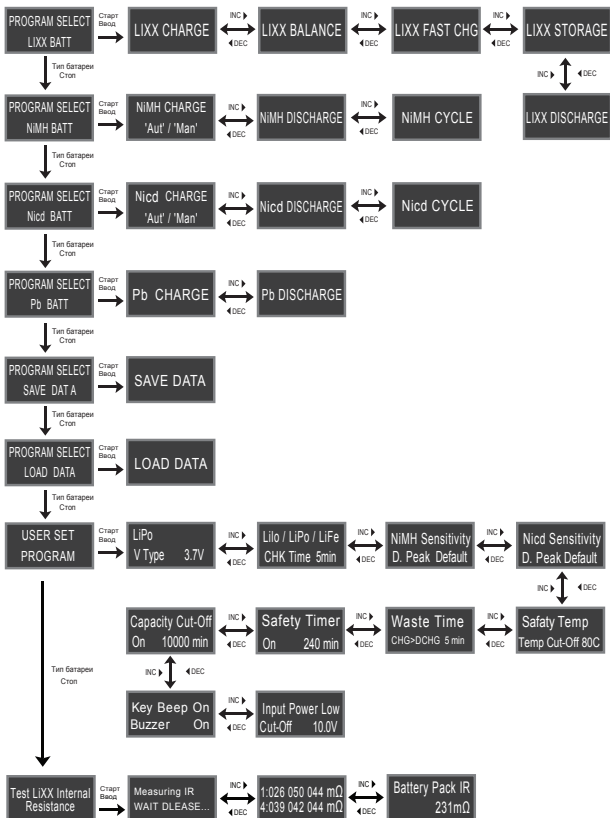 PROGRAM SELECT
LIXX BATT
Старт
Ввод
LIXX CHARGE
INC
DEC
LIXX BALANCE
INC
DEC
LIXX FAST CHG
INC
DEC
LIXX STORAGE
INC
DEC
LIXX DISCHARGE
Тип батареи
Стоп
PROGRAM SELECT
NiMH BATT
Старт
Ввод
NiMH CHARGE
'Aut' / 'Man'
INC
DEC
NiMH DISCHARGE
INC
DEC
NiMH CYCLE
Тип батареи
Стоп
PROGRAM SELECT
Nicd BATT
Старт
Ввод
Nicd CHARGE
'Aut' / 'Man'
INC
DEC
Nicd DISCHARGE
INC
DEC
Nicd CYCLE
Тип батареи
Стоп
PROGRAM SELECT
Pb BATT
Старт
Ввод
Pb CHARGE
INC
DEC
Pb DISCHARGE
Тип батареи
Стоп
PROGRAM SELECT
SAVE DAT A
Старт
Ввод
SAVE DATA
Тип батареи
Стоп
PROGRAM SELECT
LOAD DATA
Старт
Ввод
LOAD DATA
Тип батареи
Стоп
USER SET
PROGRAM
Старт
Ввод
LiPo
V Type 3.7V
INC
DEC
LiIo / LiPo / LiFe
CHK Time 5min
INC
DEC
NiMH Sensitivity
D. Peak Default
INC
DEC
Nicd Sensitivity
D. Peak Default
INC
DEC
Capacity Cut-Off
On 10000 min
INC
DEC
Safety Timer
On 240 min
INC
DEC
Waste Time
CHG>DCHG 5 min
INC
DEC
Safaty Temp
Temp Cut-Off 80C
INC
DEC
Key Beep On
Buzzer On
INC
DEC
Input Power Low
Cut-Off 10.0V
Тип батареи
Стоп
Test LiXX Internal
Resistance
Старт
Ввод
Measuring IR
WAIT DLEASE...
INC
DEC
1:026 050 044 mΩ
4:039 042 044 mΩ
INC
DEC
Battery Pack IR
231mΩ